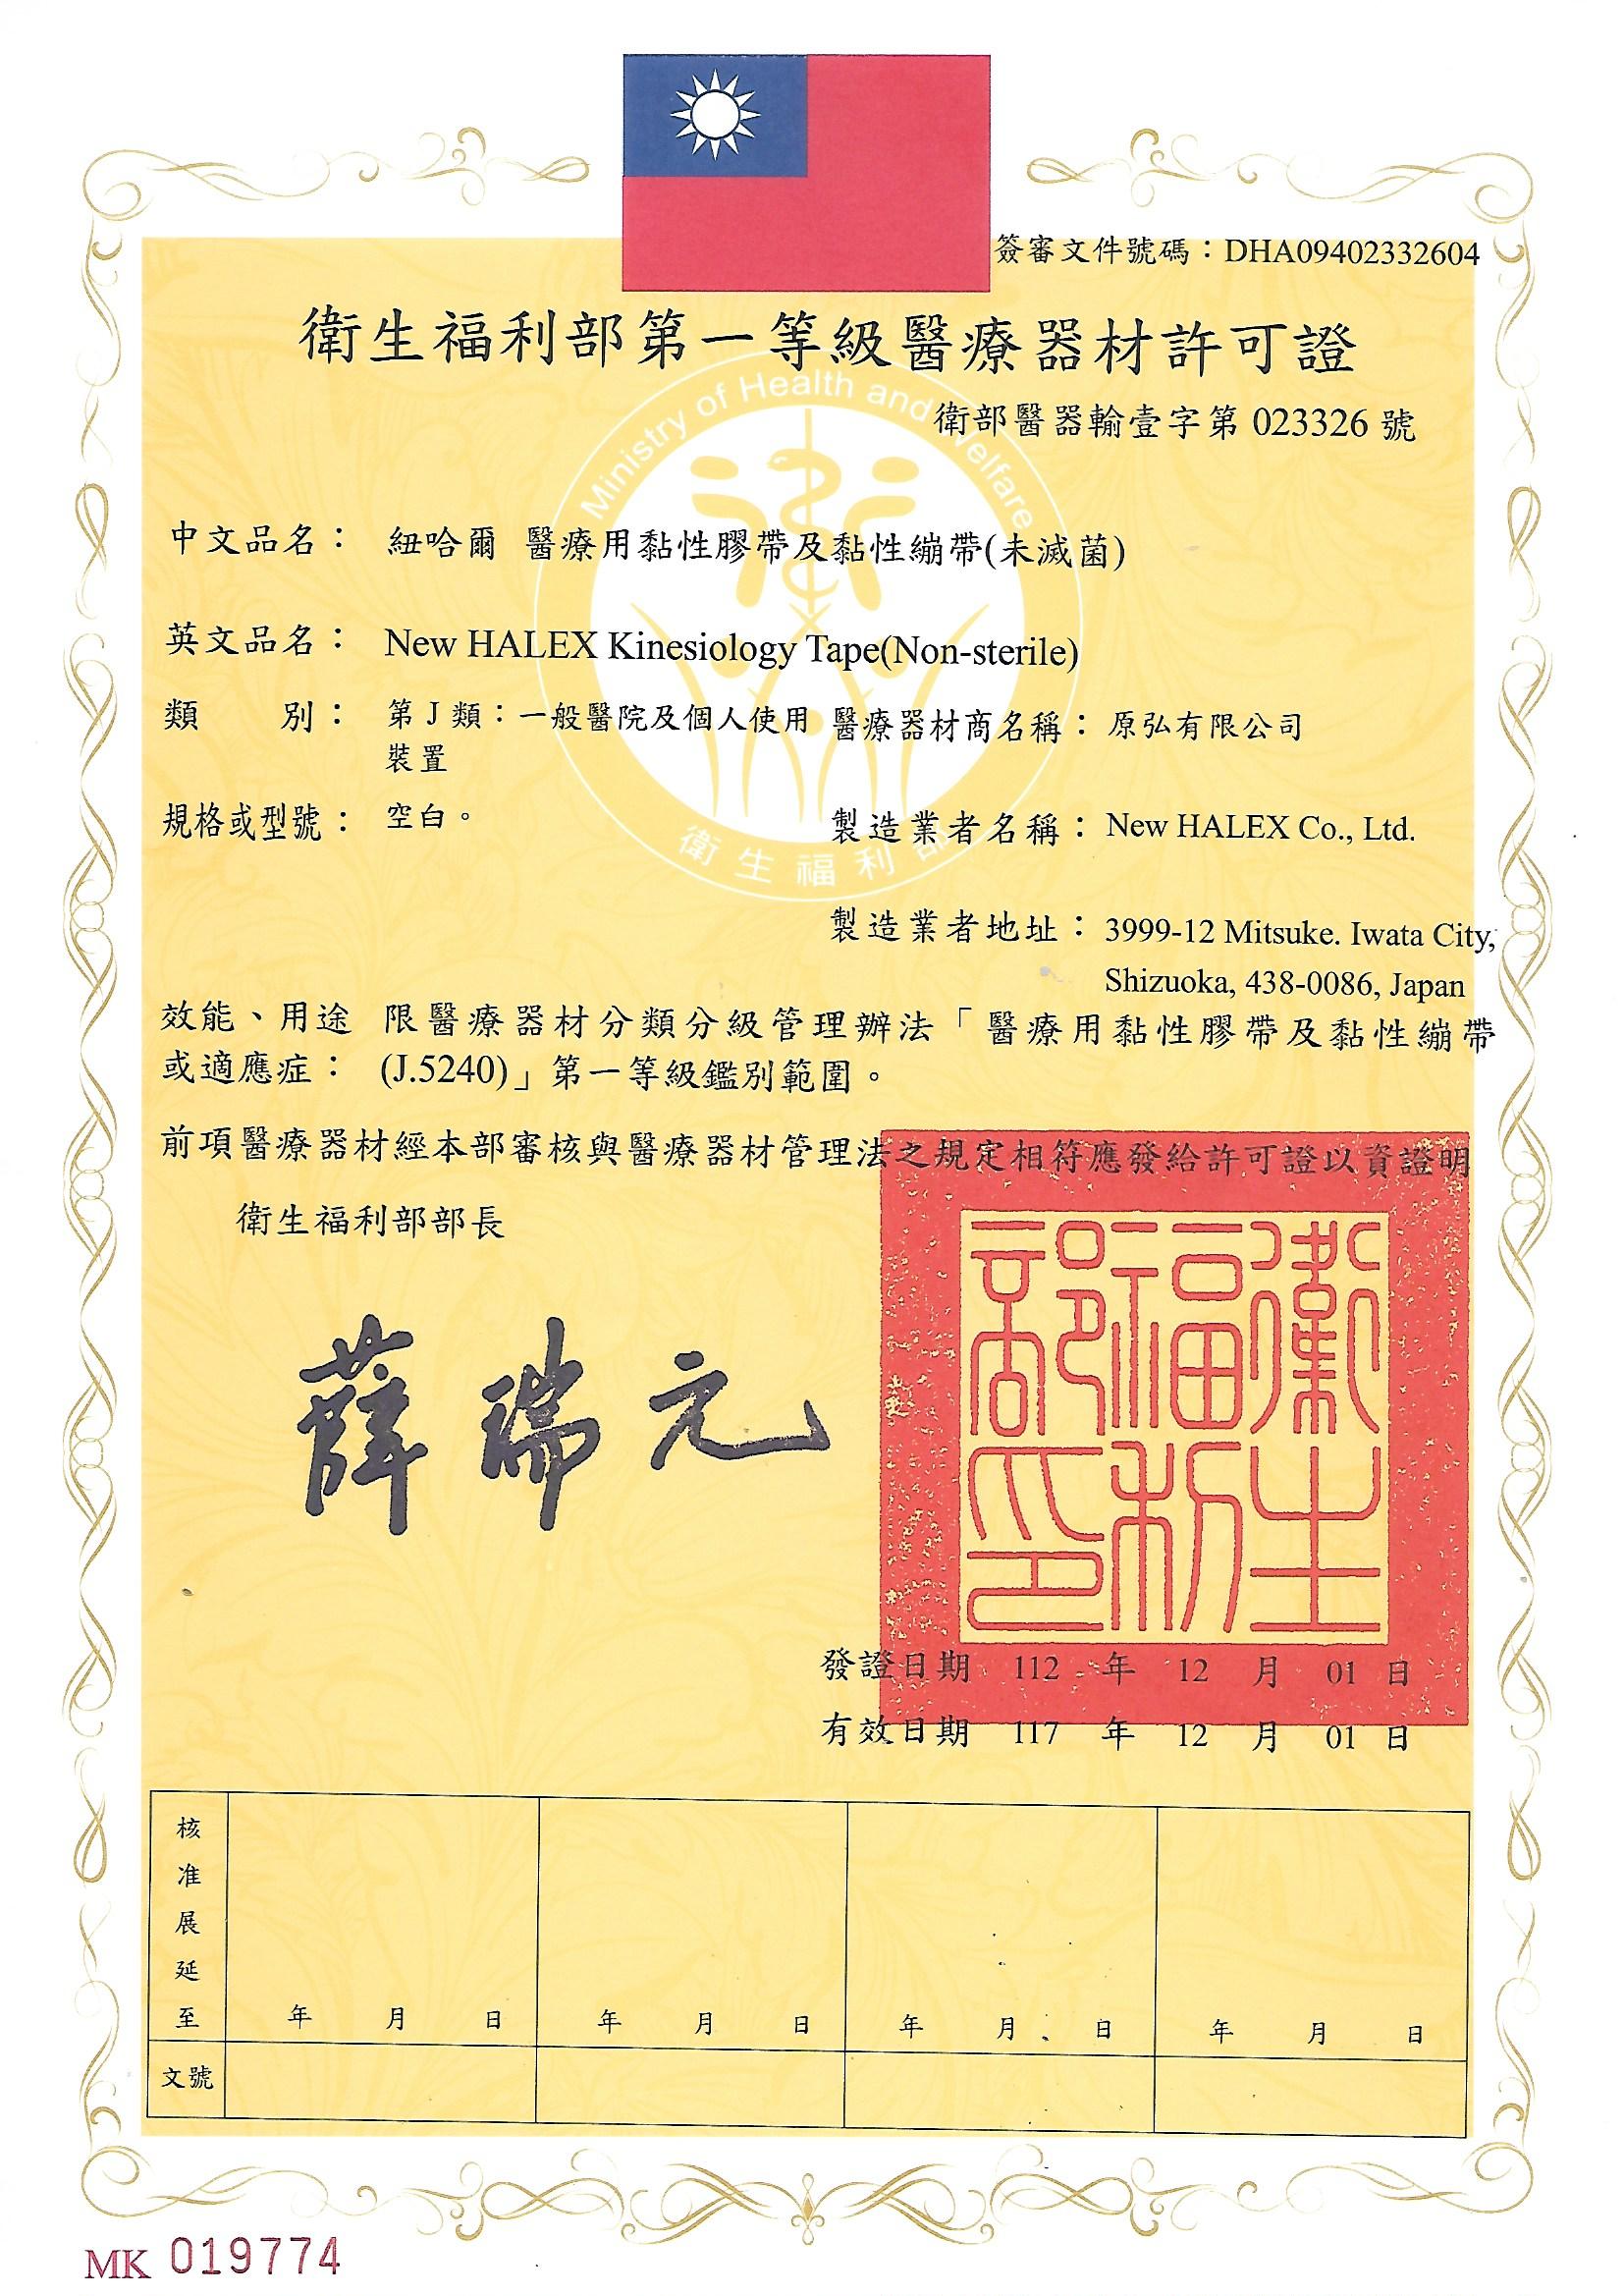 簽審文件號碼：DHA09402332604
衛生福利部第一等級醫療器材許可證
衛部醫器輸壹字第 023326 號
Ministry of Health and Welfare
中文品名： 紐哈爾 醫療用黏性膠帶及黏性繃帶(未滅菌)
英文品名： New HALEX Kinesiology Tape(Non-sterile)
類 別： 第 J 類：一般醫院及個人使用 醫療器材商名稱： 原弘有限公司
裝置
規格或型號： 空白。 製造業者名稱： New HALEX Co., Ltd.
衛生福利部
製造業者地址： 3999-12 Mitsuke. Iwata City,
Shizuoka, 438-0086, Japan
效能、用途 限醫療器材分類分級管理辦法「醫療用黏性膠帶及黏性繃帶
或適應症： (J.5240)」第一等級鑑別範圍。
前項醫療器材經本部審核與醫療器材管理法之規定相符應發給許可證以資證明
衛生福利部部長
薛瑞元
衛生福利部印
發證日期 112 年 12 月 01 日
有效日期 117 年 12 月 01 日
核准展延至 年 月 日 年 月 日 年 月 日 年 月 日
文號
MK 019774